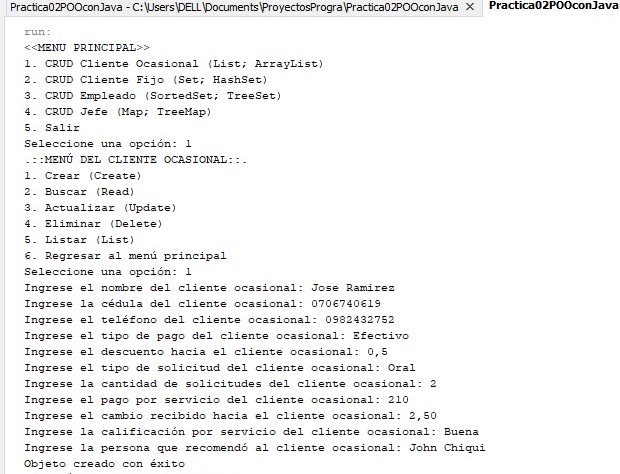 Practica02POOconJava - C:\Users\DELL\Documents\ProyectosProgra\Practica02POOconJava × Practica02POOconJava
run:
<<MENU PRINCIPAL>>
1. CRUD Cliente Ocasional (List; ArrayList)
2. CRUD Cliente Fijo (Set; HashSet)
3. CRUD Empleado (SortedSet; TreeSet)
4. CRUD Jefe (Map; TreeMap)
5. Salir
Seleccione una opción: 1
.::MENÚ DEL CLIENTE OCASIONAL::.
1. Crear (Create)
2. Buscar (Read)
3. Actualizar (Update)
4. Eliminar (Delete)
5. Listar (List)
6. Regresar al menú principal
Seleccione una opción: 1
Ingrese el nombre del cliente ocasional: Jose Ramirez
Ingrese la cédula del cliente ocasional: 0706740619
Ingrese el teléfono del cliente ocasional: 0982432752
Ingrese el tipo de pago del cliente ocasional: Efectivo
Ingrese el descuento hacia el cliente ocasional: 0,5
Ingrese el tipo de solicitud del cliente ocasional: Oral
Ingrese la cantidad de solicitudes del cliente ocasional: 2
Ingrese el pago por servicio del cliente ocasional: 210
Ingrese el cambio recibido hacia el cliente ocasional: 2,50
Ingrese la calificación por servicio del cliente ocasional: Buena
Ingrese la persona que recomendó al cliente ocasional: John Chiqui
Objeto creado con éxito